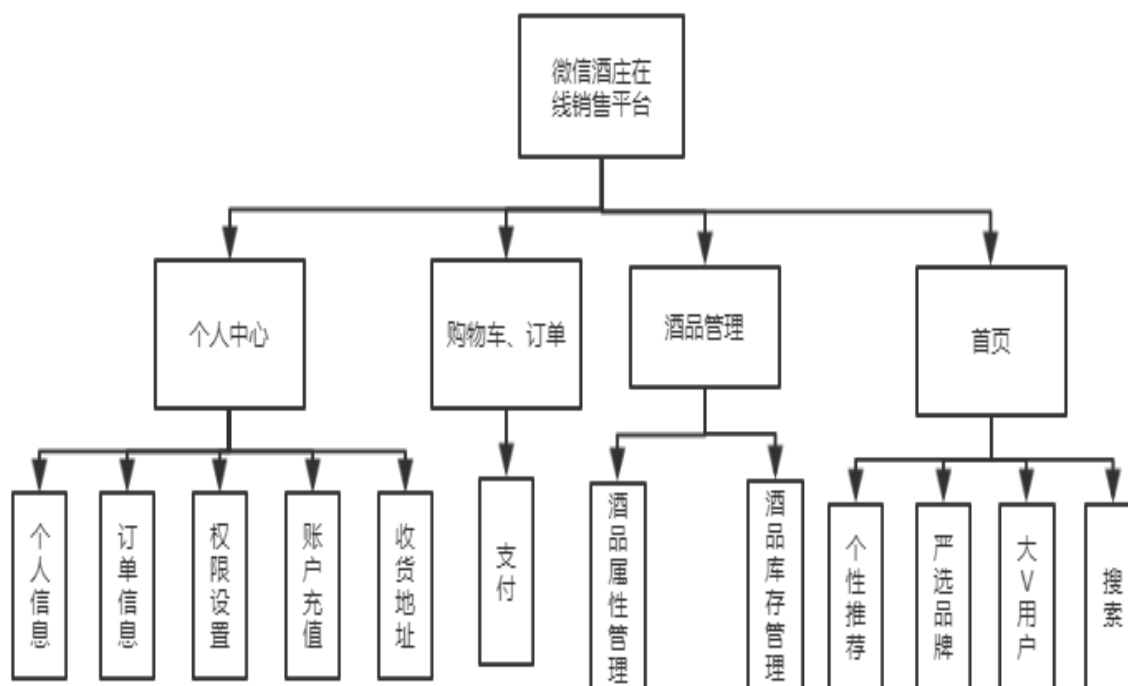 微信酒庄在
线销售平台
个人中心
购物车、订单
酒品管理
首页
个人信息
订单信息
权限设置
账户充值
收货地址
支付
酒品属性管理
酒品库存管理
个性推荐
严选品牌
大V用户
搜索